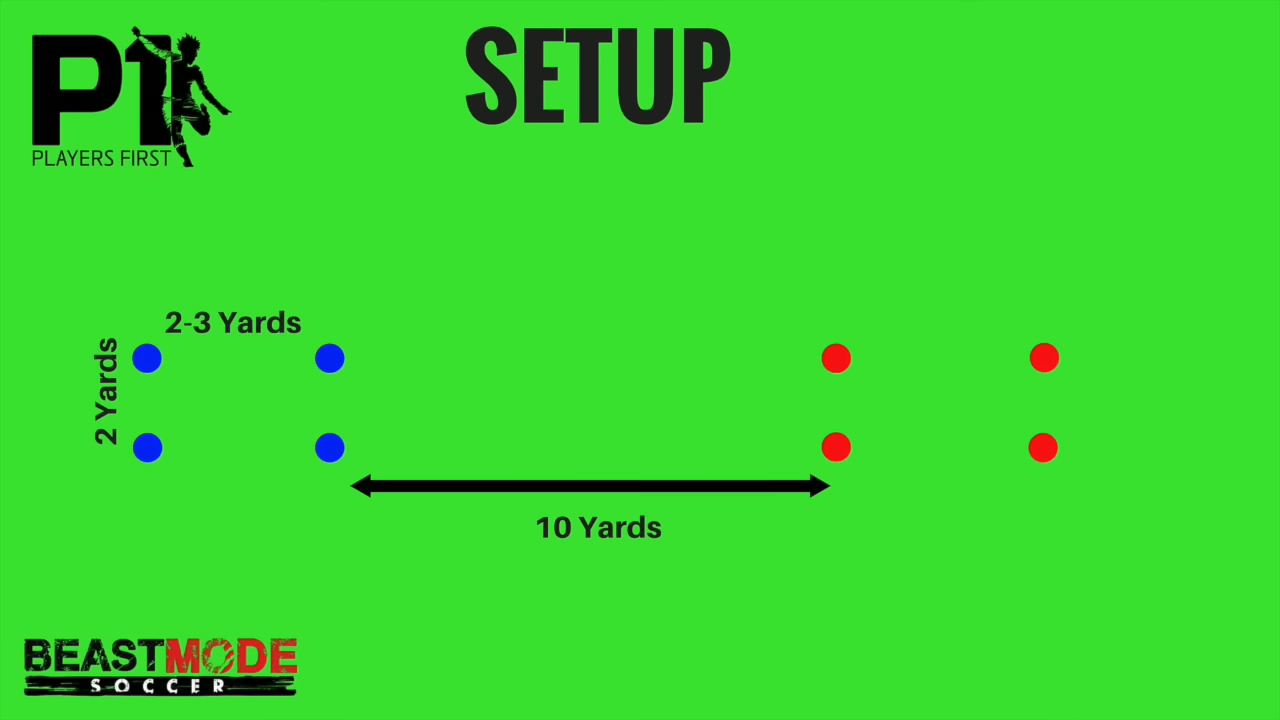 P1
PLAYERS FIRST
SETUP
2-3 Yards
2 Yards
10 Yards
BEASTMODE
SOCCER